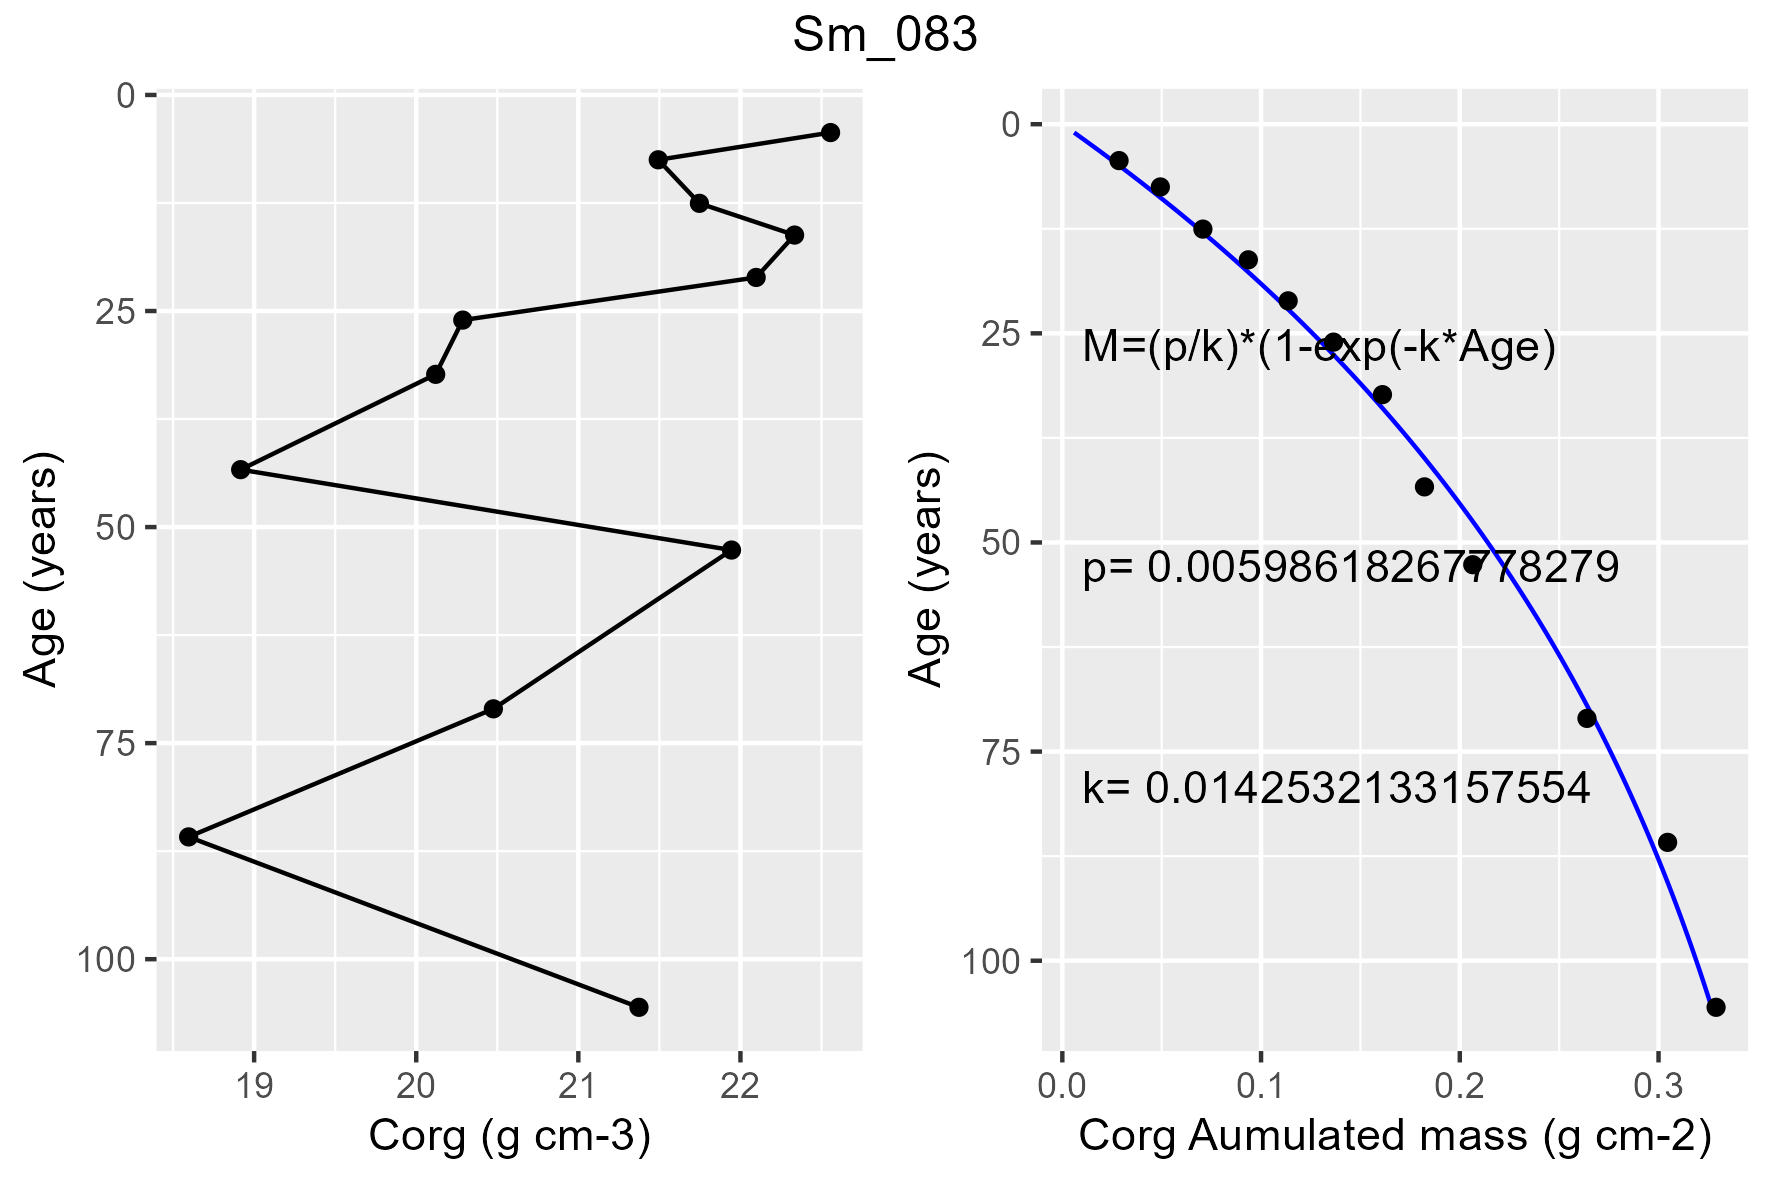 Sm_083
0
25
50
75
100
Age (years)
19 20 21 22
Corg (g cm-3)
0
25
50
75
100
Age (years)
M=(p/k)*(1-exp(-k*Age)
p= 0.00598618267778279
k= 0.0142532133157554
0.0 0.1 0.2 0.3
Corg Aumulated mass (g cm-2)